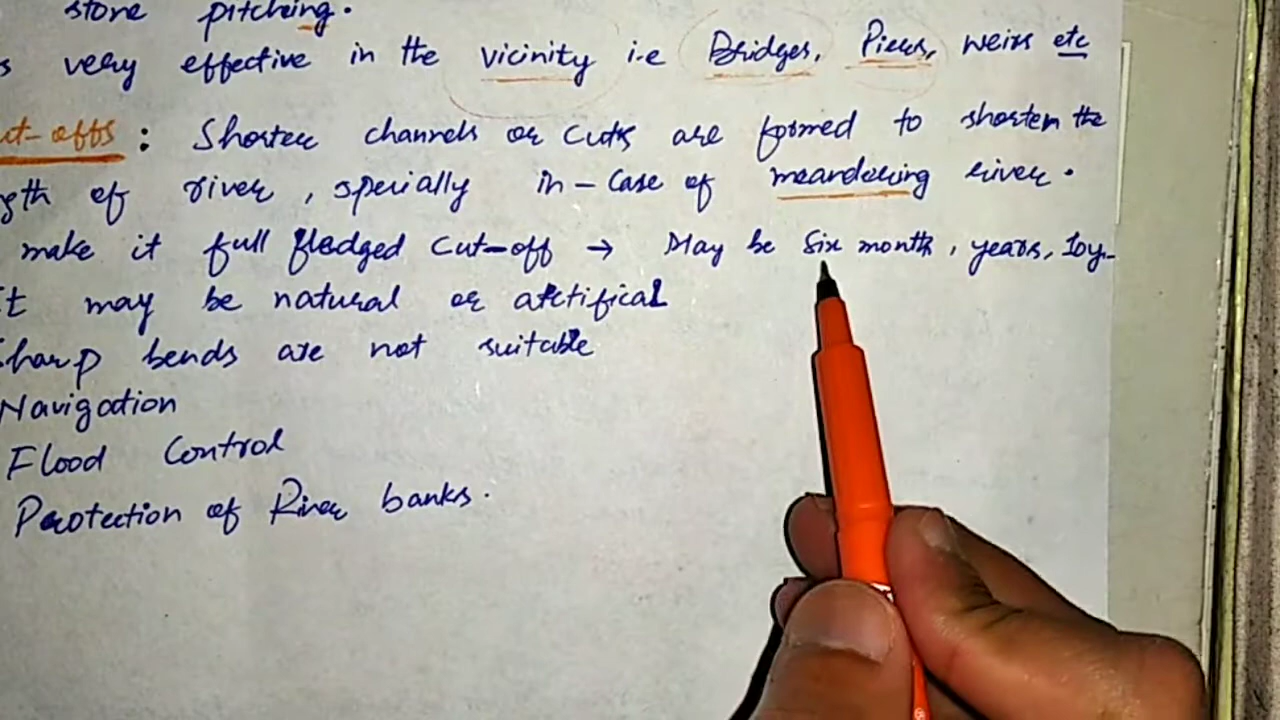 store pitching.
s very effective in the vicinity i.e Bridges, Piers, weirs etc
ut-offs : Shorter channels or cuts are formed to shorten the
gth of river, specially in-case of meandering river.
make it full fledged cut-off → May be six month, years, 10y.
It may be natural or artifical
Sharp bends are not suitable
Navigation
Flood Control
Protection of River banks.